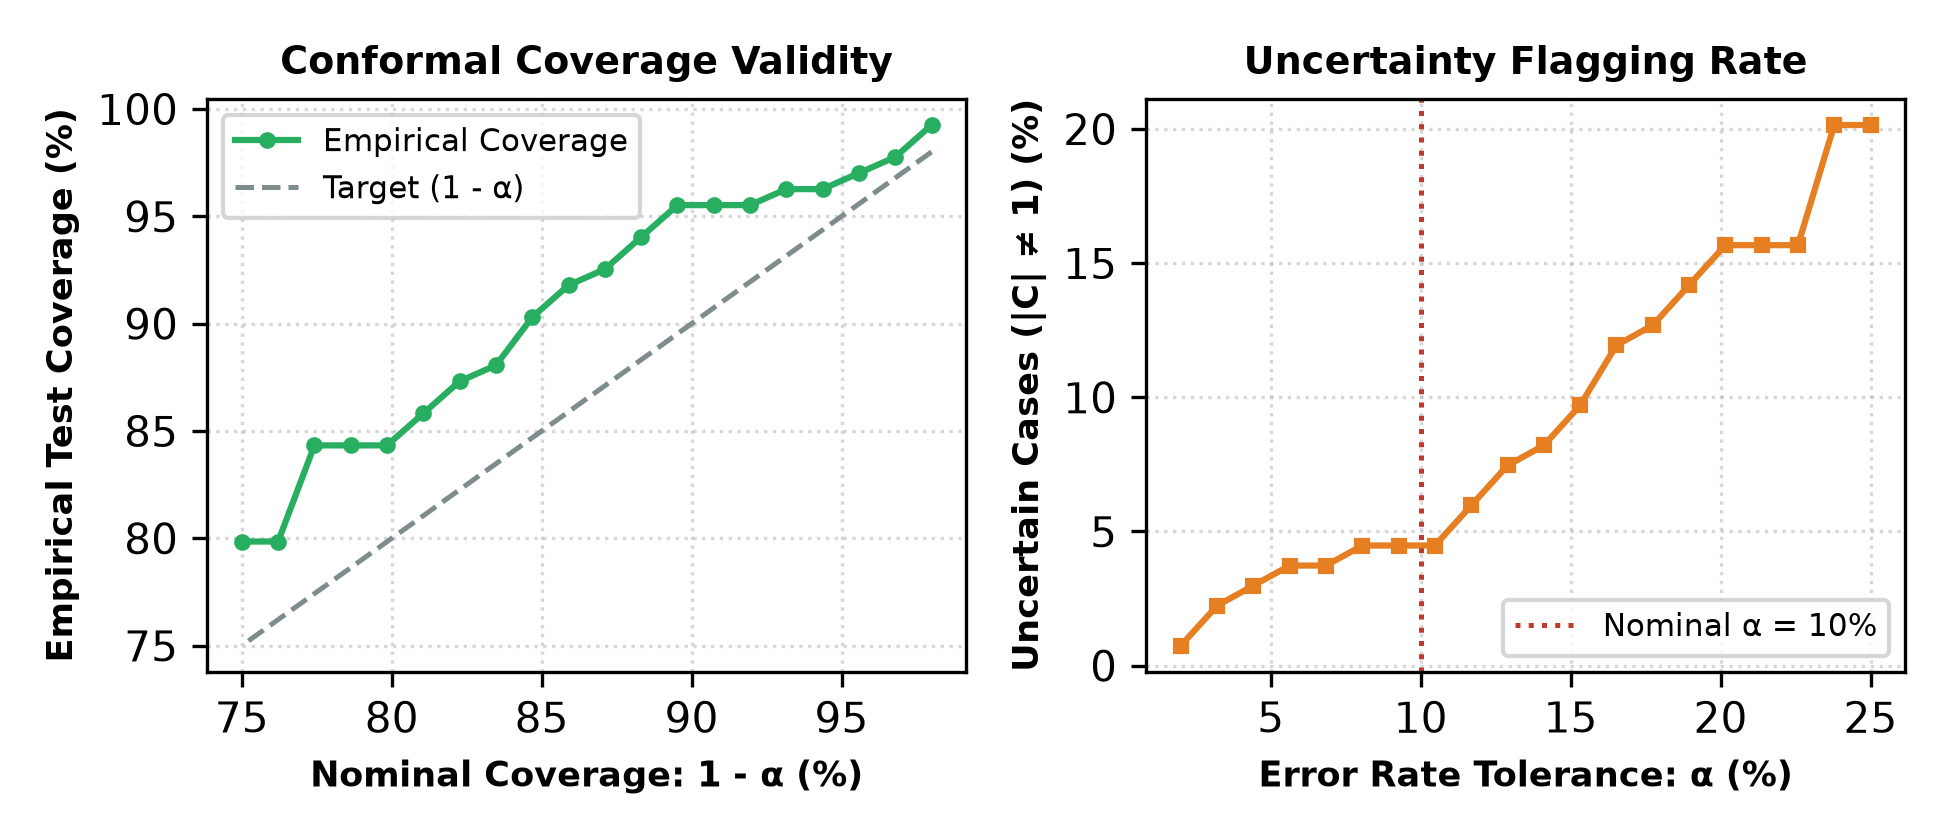 Conformal Coverage Validity
Empirical Test Coverage (%)
100
95
90
85
80
75
Empirical Coverage
Target (1 - α)
75 80 85 90 95
Nominal Coverage: 1 - α (%)
Uncertainty Flagging Rate
Uncertain Cases (|C| ≠ 1) (%)
20
15
10
5
0
Nominal α = 10%
5 10 15 20 25
Error Rate Tolerance: α (%)